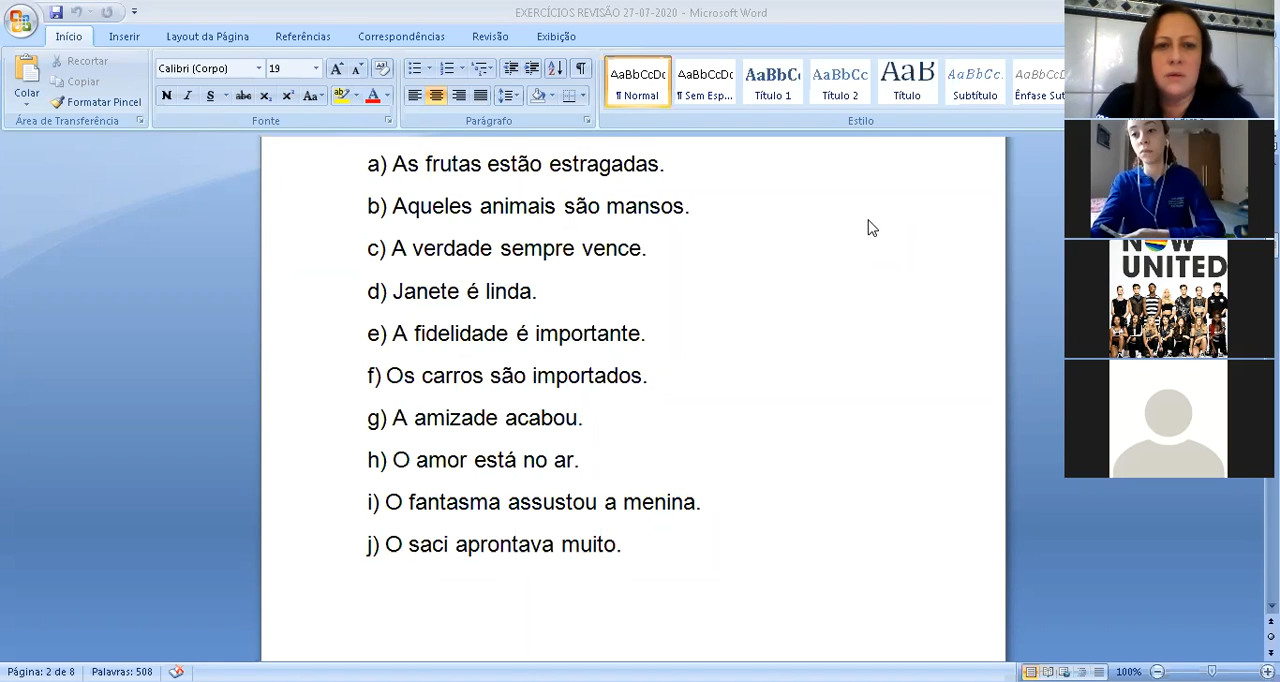 EXERCÍCIOS REVISÃO 27-07-2020 - Microsoft Word
Início Inserir Layout da Página Referências Correspondências Revisão Exibição
Recortar
Copiar
Colar
Formatar Pincel
Área de Transferência
Calibri (Corpo) 19
N I S abc x₂ x² Aa
Fonte
Parágrafo
AaBbCcDc AaBbCcDc AaBbC AaBbCc AaB AaBbCc. AaBbCcD
¶ Normal ¶ Sem Esp... Título 1 Título 2 Título Subtítulo Ênfase Sut
Estilo
a) As frutas estão estragadas.
b) Aqueles animais são mansos.
c) A verdade sempre vence.
d) Janete é linda.
e) A fidelidade é importante.
f) Os carros são importados.
g) A amizade acabou.
h) O amor está no ar.
i) O fantasma assustou a menina.
j) O saci aprontava muito.
NOW
UNITED
Página: 2 de 8 Palavras: 508 100%